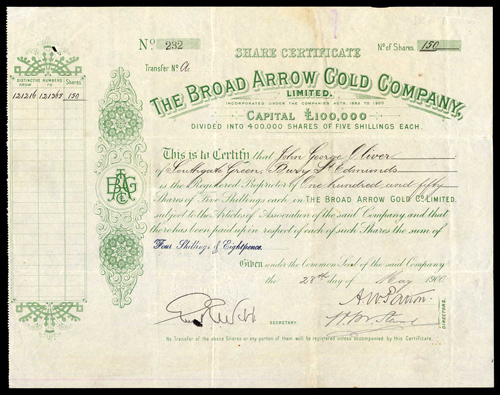 No 232
SHARE CERTIFICATE
No of Shares. 150
Transfer No a
DISTINCTIVE NUMBERS
FROM TO Shares
121216 121365 150
THE BROAD ARROW GOLD COMPANY,
LIMITED.
INCORPORATED UNDER THE COMPANIES ACTS, 1862 TO 1900
CAPITAL £100,000
DIVIDED INTO 400,000 SHARES OF FIVE SHILLINGS EACH.
This is to Certify that John George Oliver
of Southgate Green, Bury St Edmunds
is the Registered Proprietor of One hundred and fifty
Shares of Five Shillings each in THE BROAD ARROW GOLD Co. LIMITED.
subject to the Articles of Association of the said Company and that
there has been paid up in respect of each of such Shares the sum of
Four Shillings & Eightpence.
Given under the Common Seal of the said Company
the 28th day of May 190
SECRETARY.
DIRECTORS.
No Transfer of the above Shares or any portion of them will be registered unless accompanied by this Certificate.